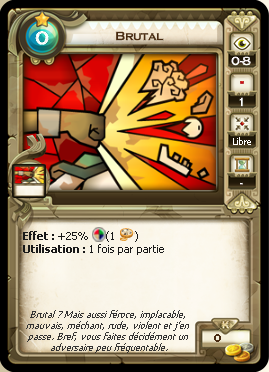 0
BRUTAL
0-8
1
Libre
-
Effet : +25% (1 )
Utilisation : 1 fois par partie
Brutal ? Mais aussi féroce, implacable,
mauvais, méchant, rude, violent et j'en
passe. Bref, vous faites décidément un
adversaire peu fréquentable.
K
0